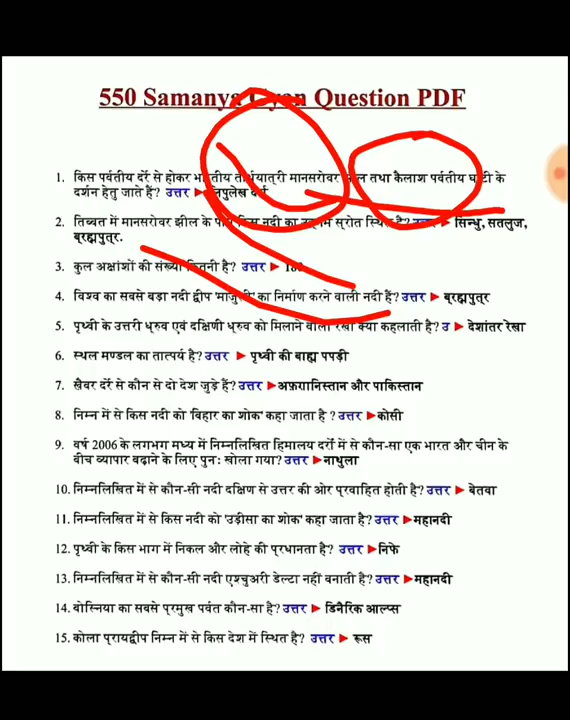 550 Samanya Gyan Question PDF
1. किस पर्वतीय दर्रे से होकर भारतीय तीर्थयात्री मानसरोवर झील तथा कैलाश पर्वतीय घाटी के
दर्शन हेतु जाते हैं? उत्तर ► लिपुलेख दर्रा
2. तिब्बत में मानसरोवर झील के पास किस नदी का उद्गम स्रोत स्थित है? उत्तर ► सिन्धु, सतलुज,
ब्रह्मपुत्र.
3. कुल अक्षांशों की संख्या कितनी है? उत्तर ►
4. विश्व का सबसे बड़ा नदी द्वीप 'माजुली' का निर्माण करने वाली नदी हैं? उत्तर ► ब्रह्मपुत्र
5. पृथ्वी के उत्तरी ध्रुव एवं दक्षिणी ध्रुव को मिलाने वाली रेखा क्या कहलाती है? उ ► देशांतर रेखा
6. स्थल मण्डल का तात्पर्य है? उत्तर ► पृथ्वी की बाह्य पपड़ी
7. खैबर दर्रे से कौन से दो देश जुड़े हैं? उत्तर ►अफ़ग़ानिस्तान और पाकिस्तान
8. निम्न में से किस नदी को 'बिहार का शोक' कहा जाता है ? उत्तर ►कोसी
9. वर्ष 2006 के लगभग मध्य में निम्नलिखित हिमालय दर्रों में से कौन-सा एक भारत और चीन के
बीच व्यापार बढ़ाने के लिए पुनः खोला गया? उत्तर ►नाथुला
10. निम्नलिखित में से कौन-सी नदी दक्षिण से उत्तर की ओर प्रवाहित होती है? उत्तर ► बेतवा
11. निम्नलिखित में से किस नदी को 'उड़ीसा का शोक' कहा जाता है? उत्तर ►महानदी
12. पृथ्वी के किस भाग में निकल और लोहे की प्रधानता है? उत्तर ►निफे
13. निम्नलिखित में से कौन-सी नदी एश्चुअरी डेल्टा नहीं बनाती है? उत्तर ►महानदी
14. बोस्निया का सबसे प्रमुख पर्वत कौन-सा है? उत्तर ► डिनैरिक आल्प्स
15. कोला प्रायद्वीप निम्न में से किस देश में स्थित है? उत्तर ► रूस